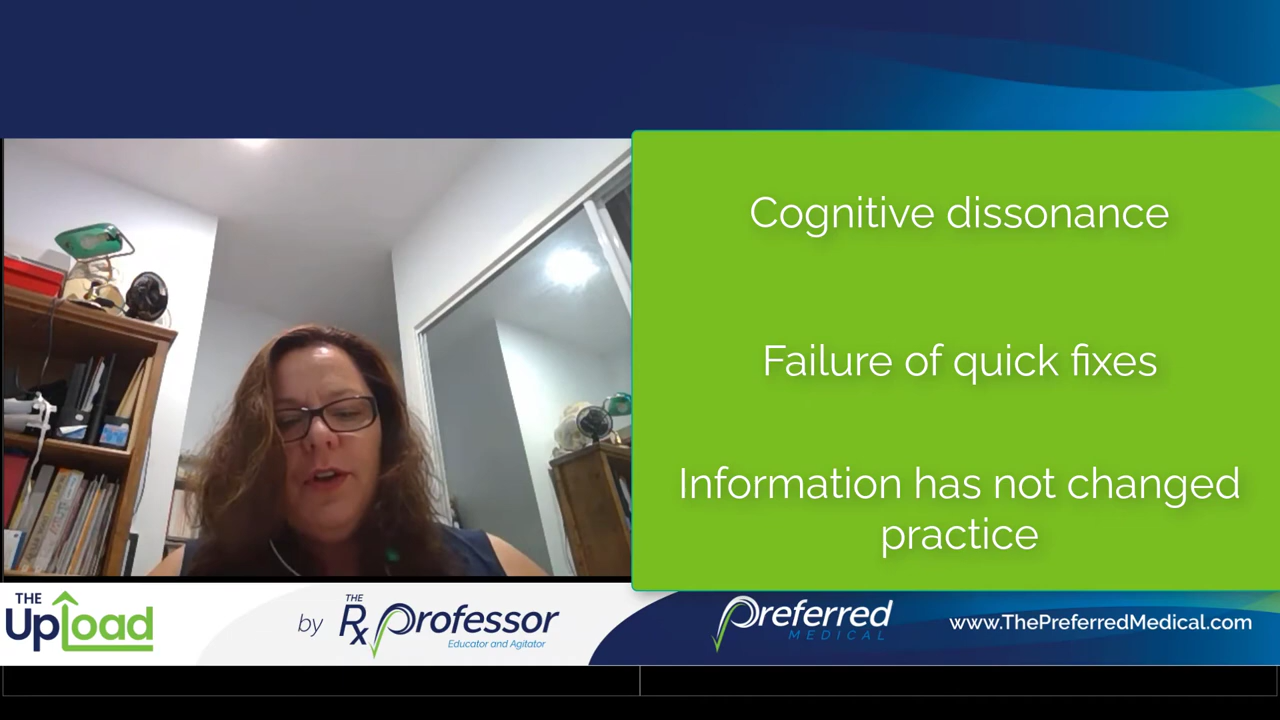 Cognitive dissonance
Failure of quick fixes
Information has not changed
practice
THE
Upload
by
THE
Rx Professor
Educator and Agitator
Preferred
MEDICAL
www.ThePreferredMedical.com